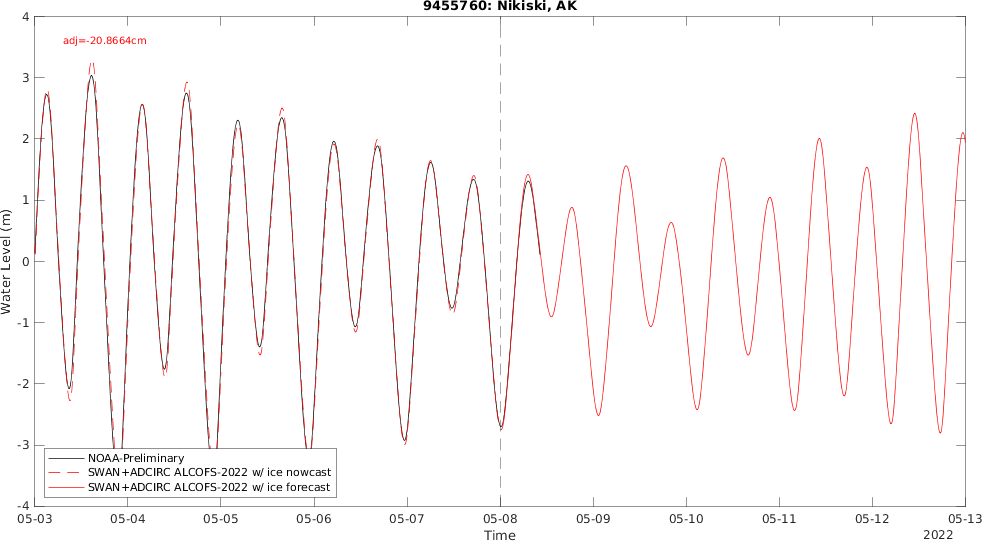 9455760: Nikiski, AK
adj=-20.8664cm
Water Level (m)
4
3
2
1
0
-1
-2
-3
-4
NOAA-Preliminary
SWAN+ADCIRC ALCOFS-2022 w/ ice nowcast
SWAN+ADCIRC ALCOFS-2022 w/ ice forecast
05-03 05-04 05-05 05-06 05-07 05-08 05-09 05-10 05-11 05-12 05-13
Time
2022